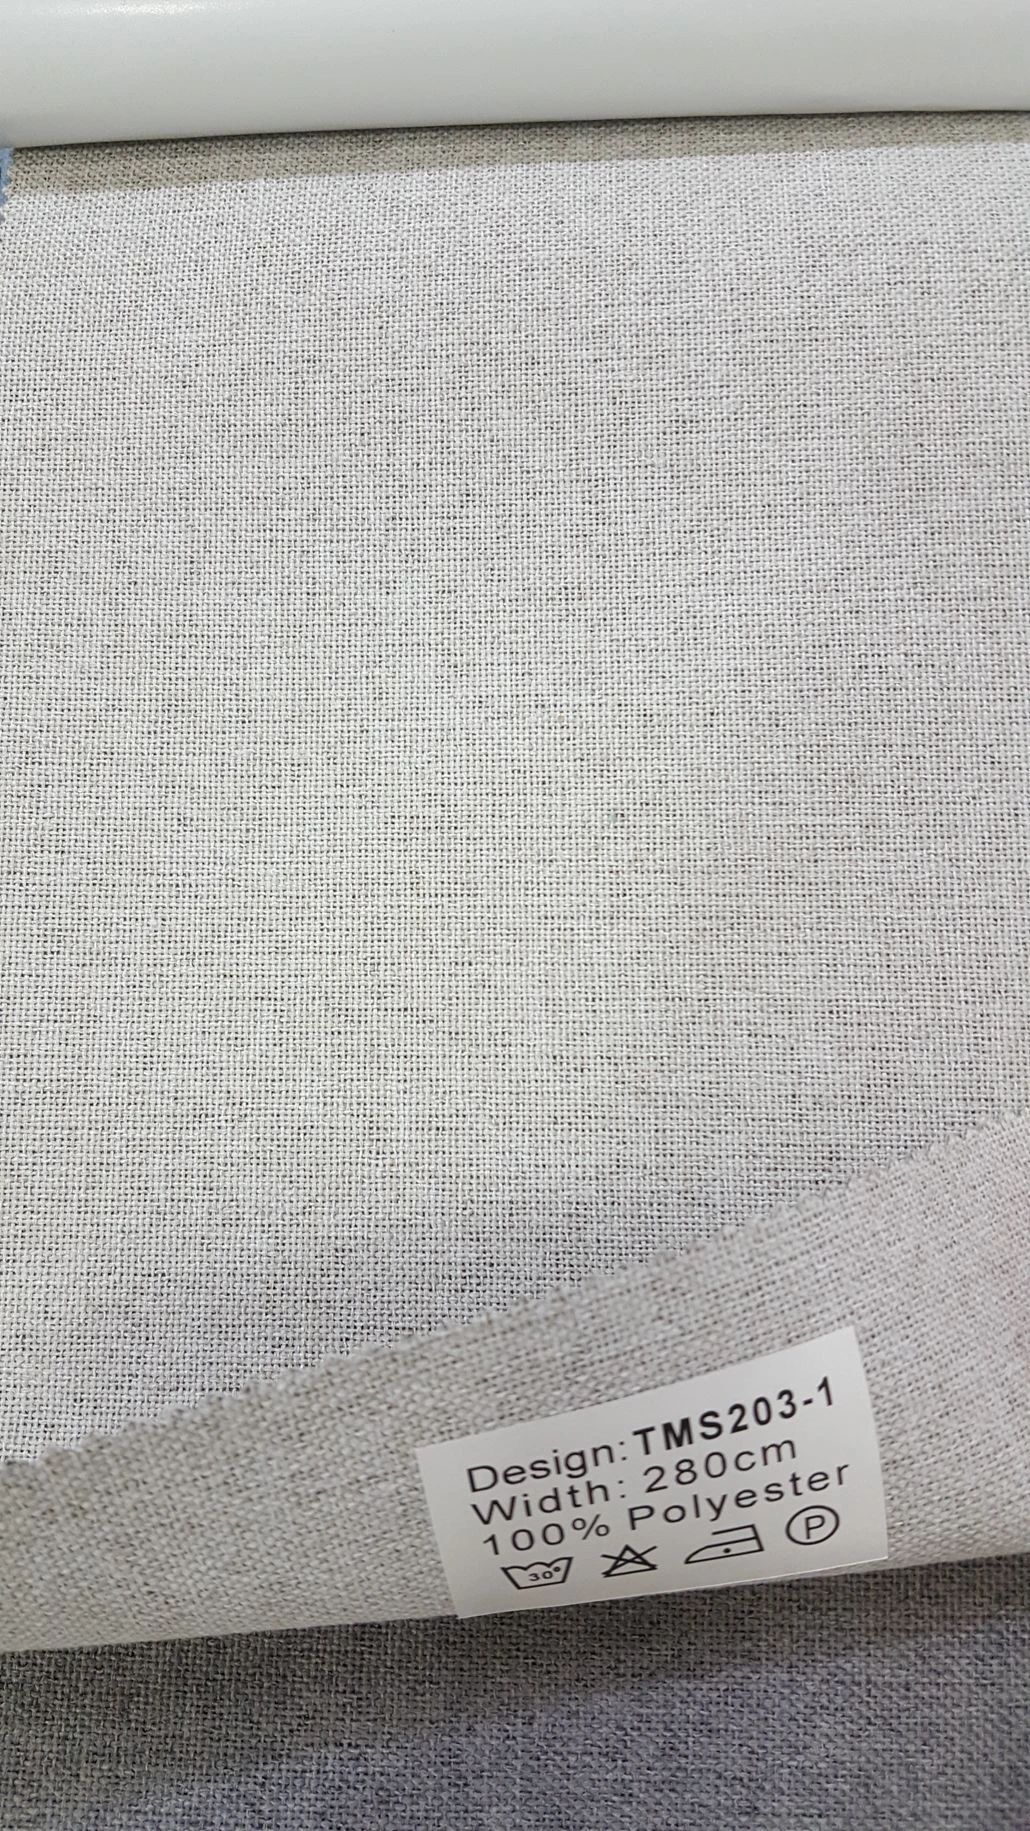 Design: TMS203-1
Width: 280cm
100% Polyester
30° P